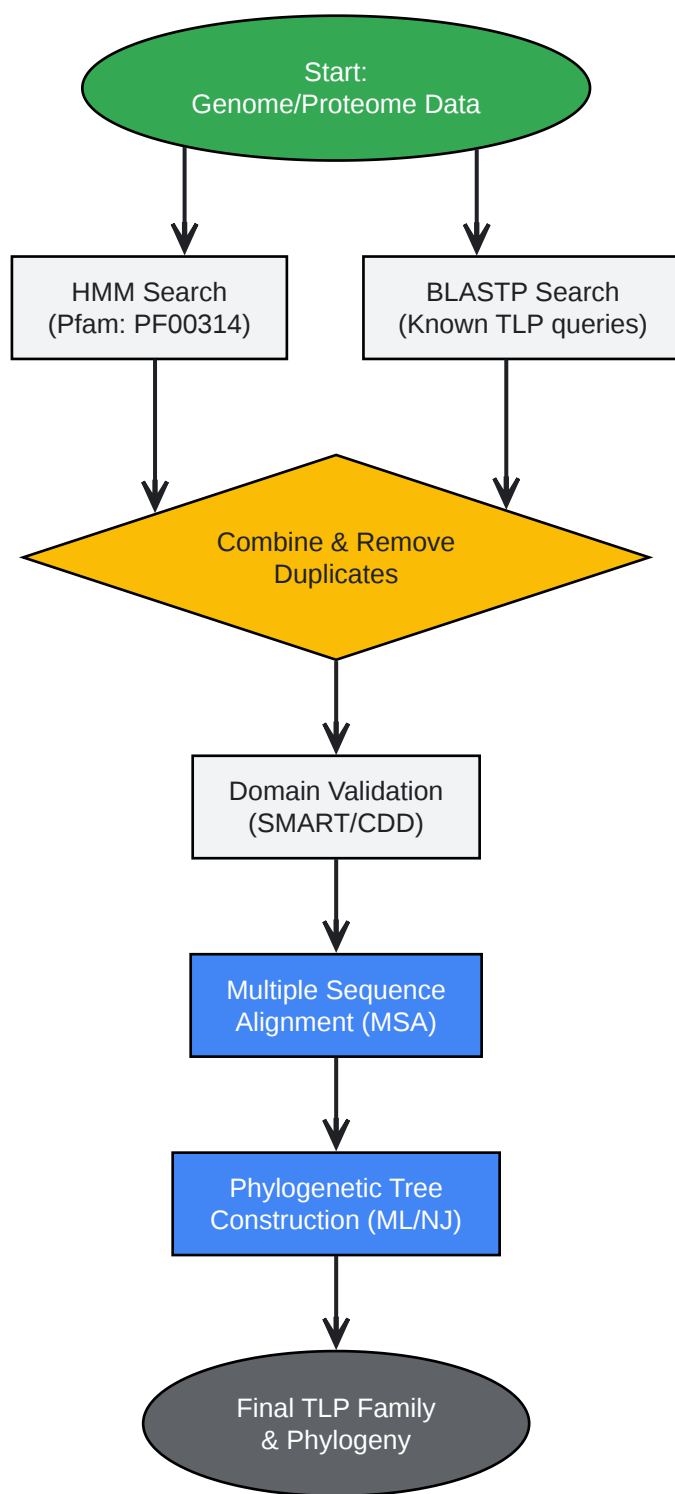 Start:
Genome/Proteome Data
HMM Search
(Pfam: PF00314)
BLASTP Search
(Known TLP queries)
Combine & Remove
Duplicates
Domain Validation
(SMART/CDD)
Multiple Sequence
Alignment (MSA)
Phylogenetic Tree
Construction (ML/NJ)
Final TLP Family
& Phylogeny